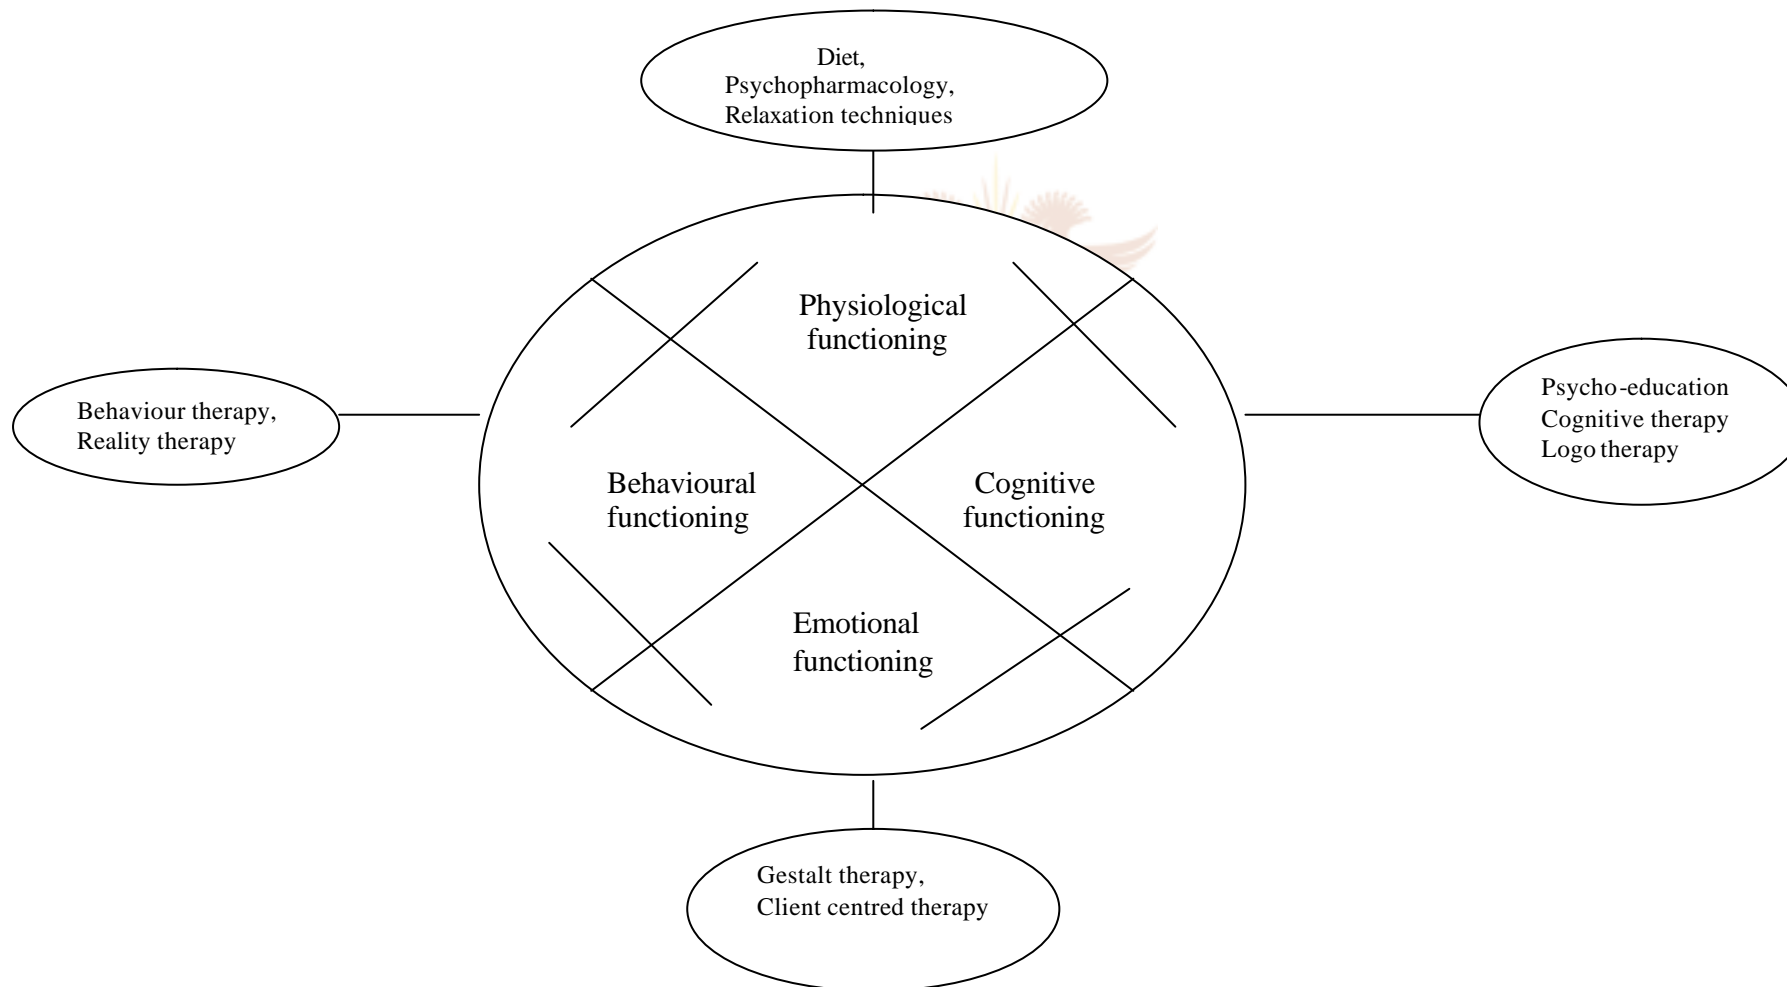 Diet,
Psychopharmacology,
Relaxation techniques
Physiological
functioning
Behaviour therapy,
Reality therapy
Psycho-education
Cognitive therapy
Logo therapy
Behavioural
functioning
Cognitive
functioning
Emotional
functioning
Gestalt therapy,
Client centred therapy